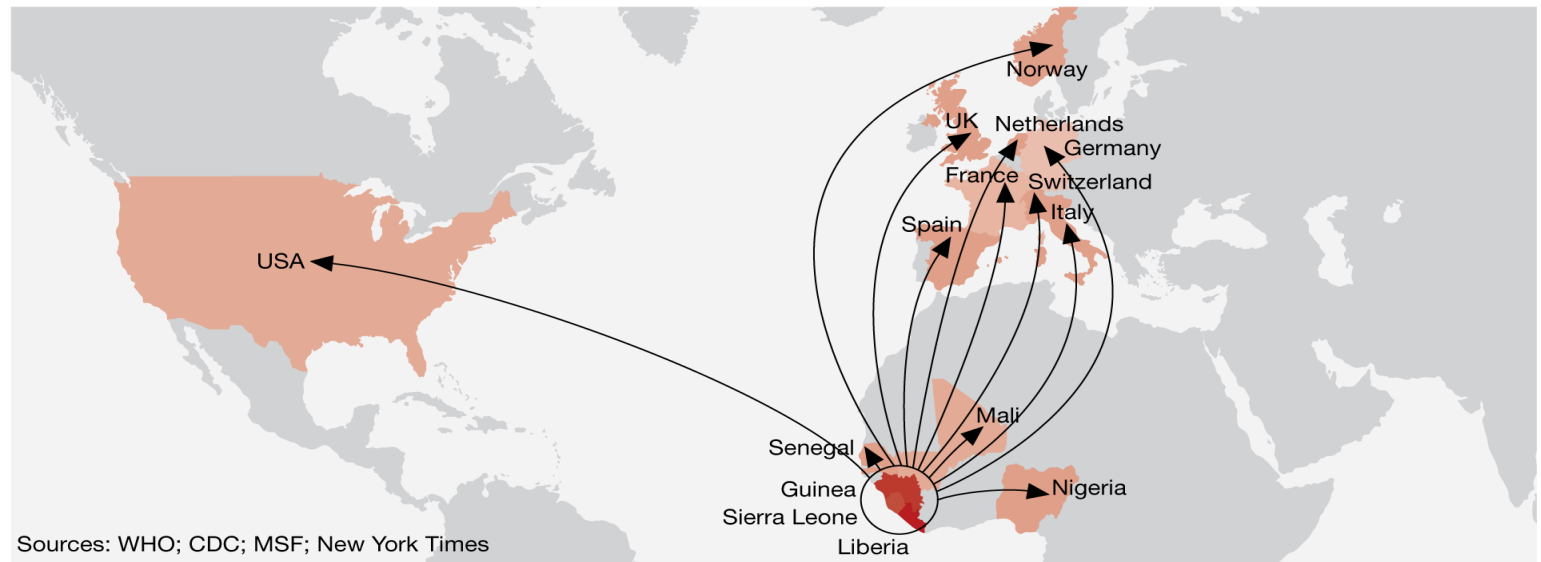 Norway
UK
Netherlands
Germany
France
Switzerland
Italy
Spain
USA
Mali
Senegal
Guinea
Nigeria
Sierra Leone
Liberia
Sources: WHO; CDC; MSF; New York Times